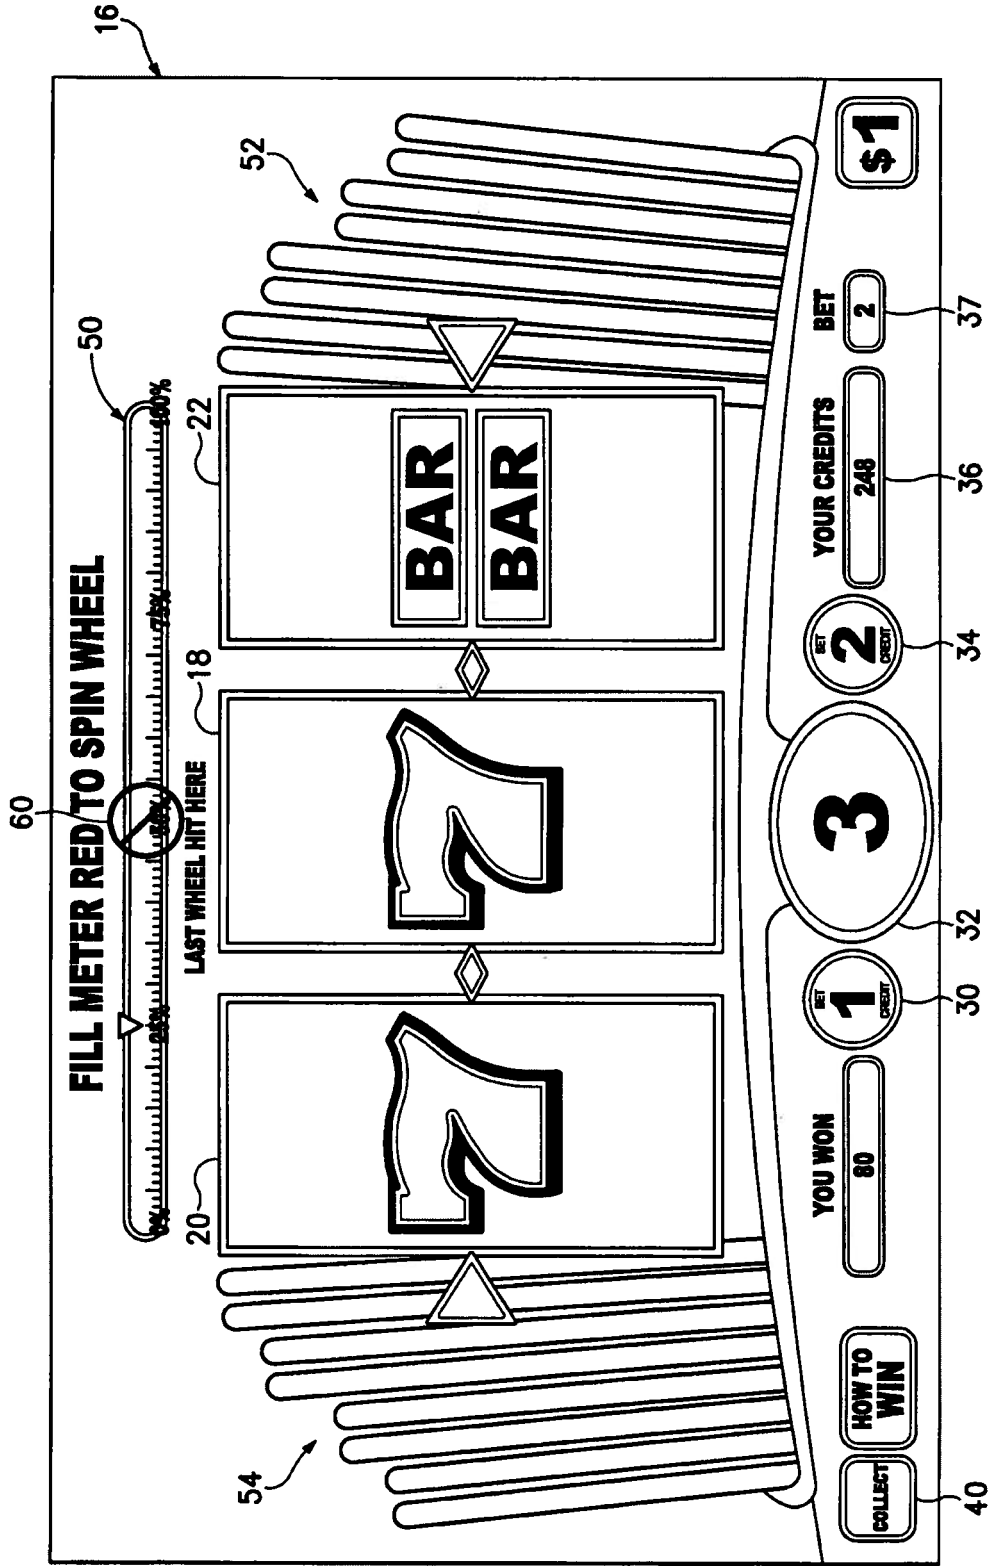 16
FILL METER RED TO SPIN WHEEL
60
50
0% 25% 50% 75% 100%
LAST WHEEL HIT HERE
54
20
18
22
52
7
7
BAR
BAR
COLLECT
HOW TO
WIN
YOU WON
80
BET
1
CREDIT
3
BET
2
CREDIT
YOUR CREDITS
248
BET
2
$1
40
30
32
34
36
37